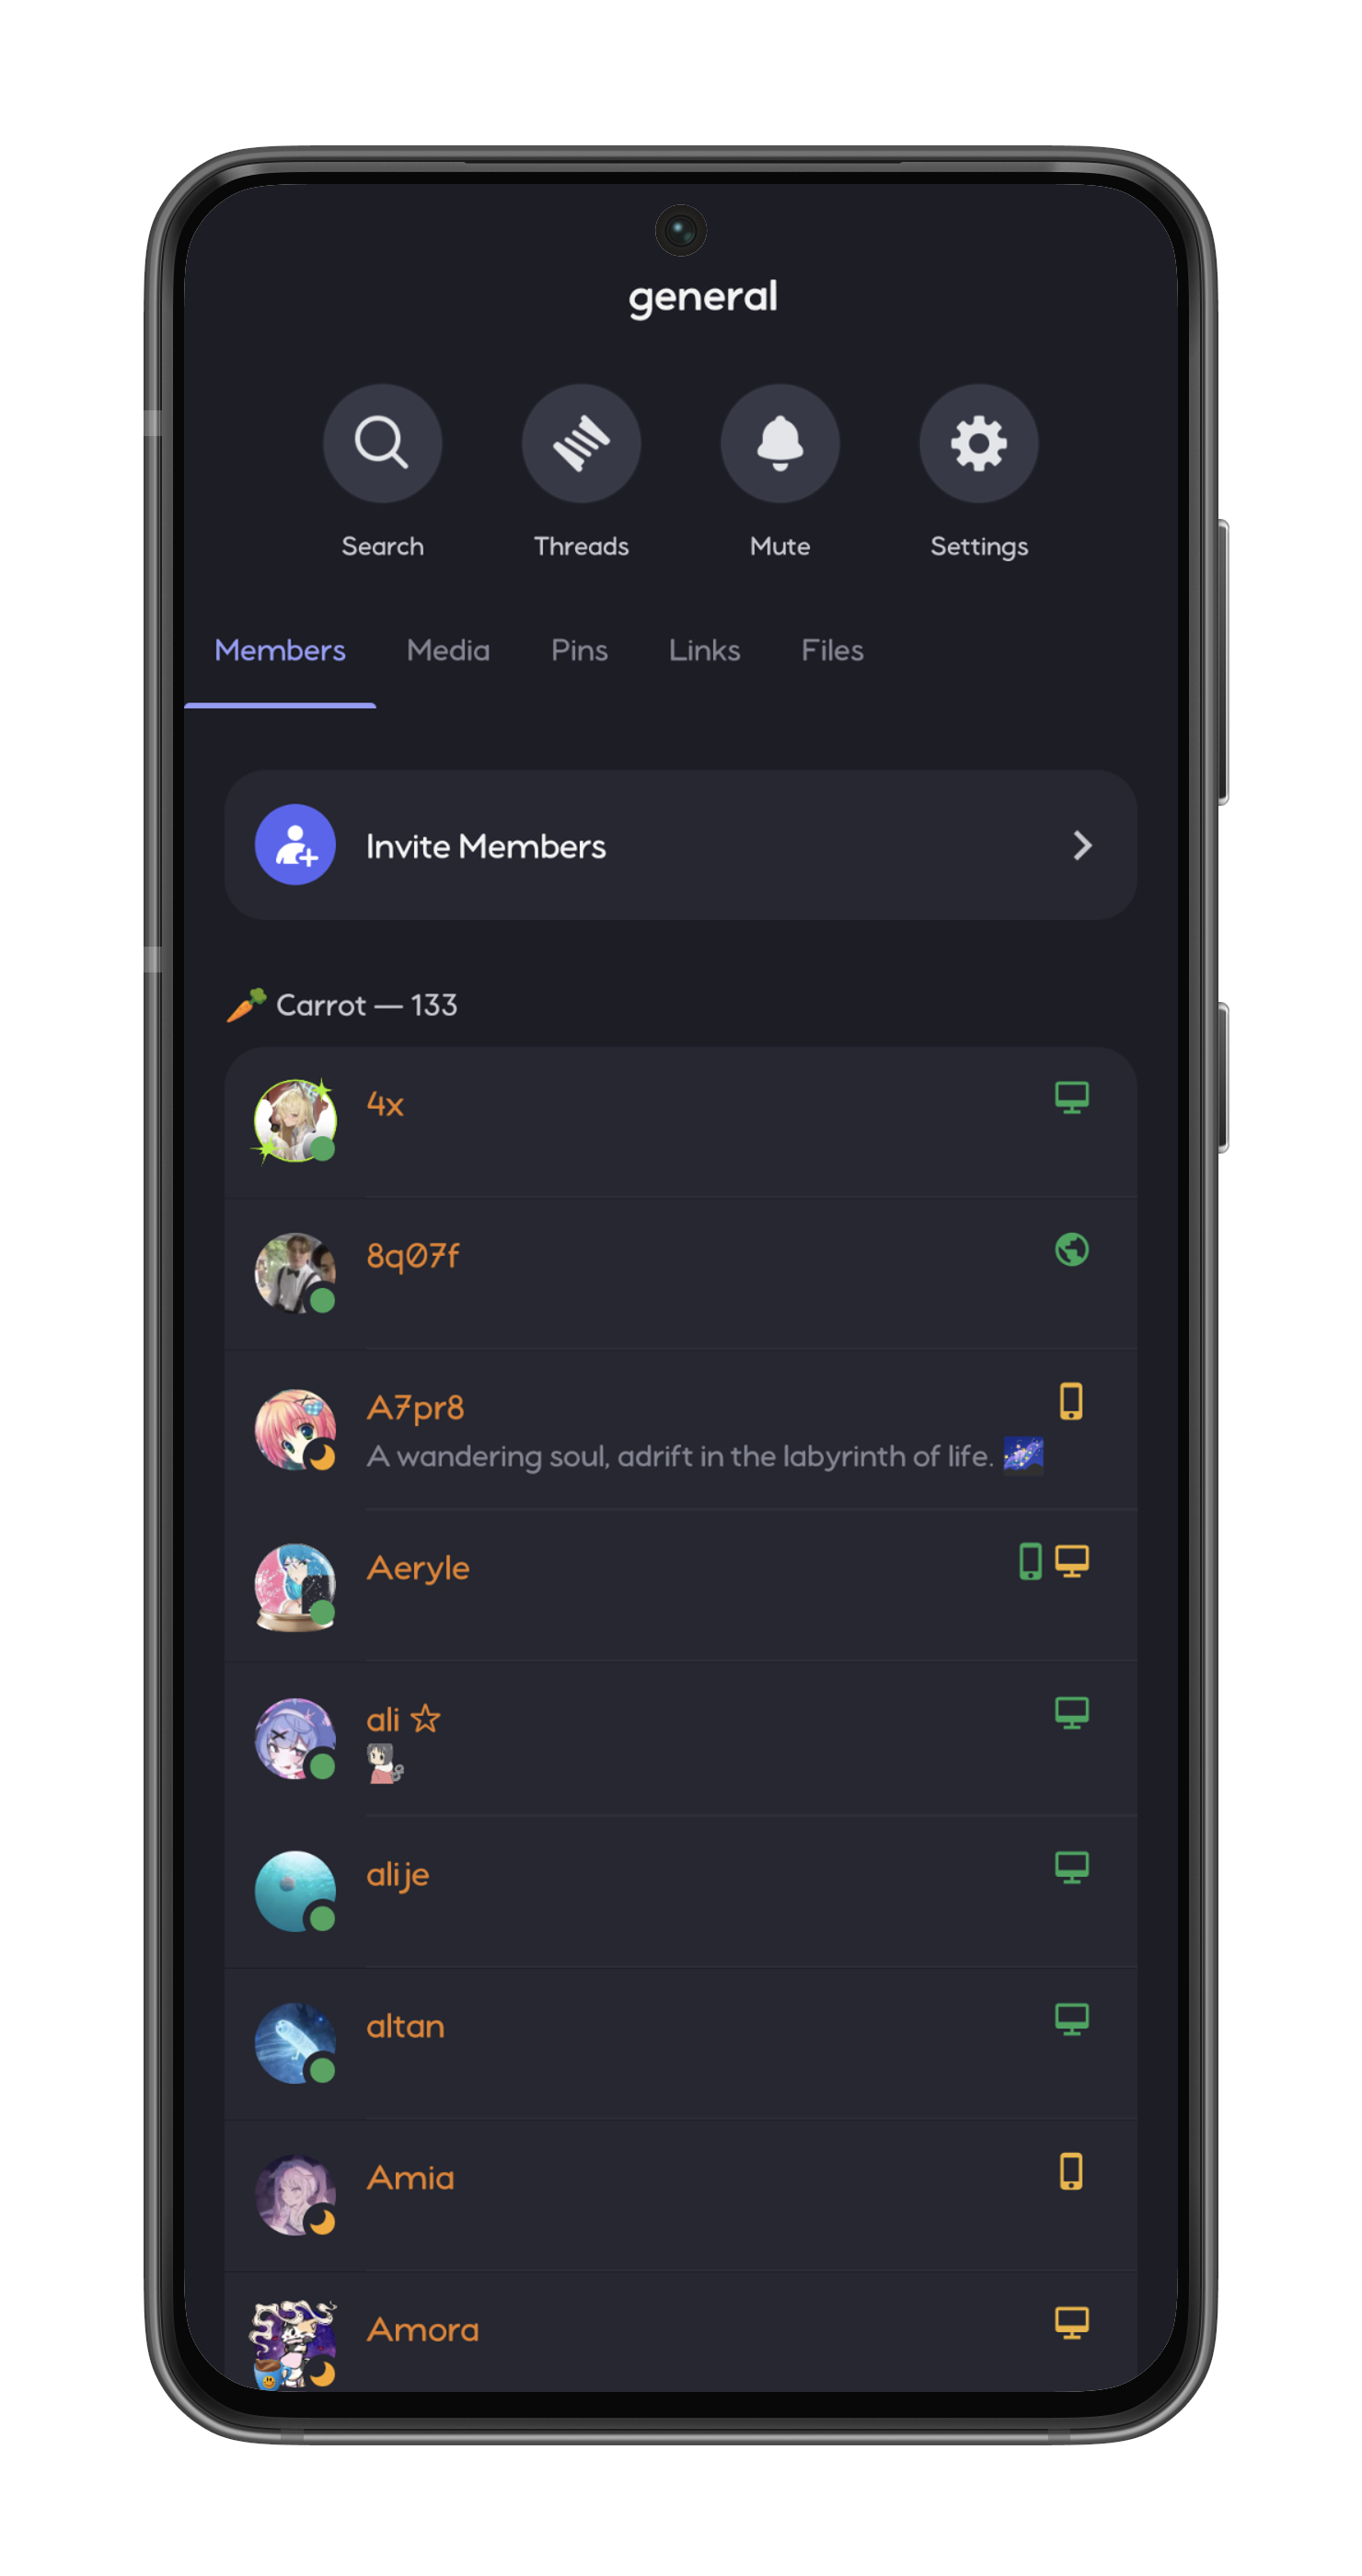 general
Search
Threads
Mute
Settings
Members
Media
Pins
Links
Files
Invite Members
🥕 Carrot — 133
4x
8q07f
A7pr8
A wandering soul, adrift in the labyrinth of life.
Aeryle
ali ☆
alije
altan
Amia
Amora